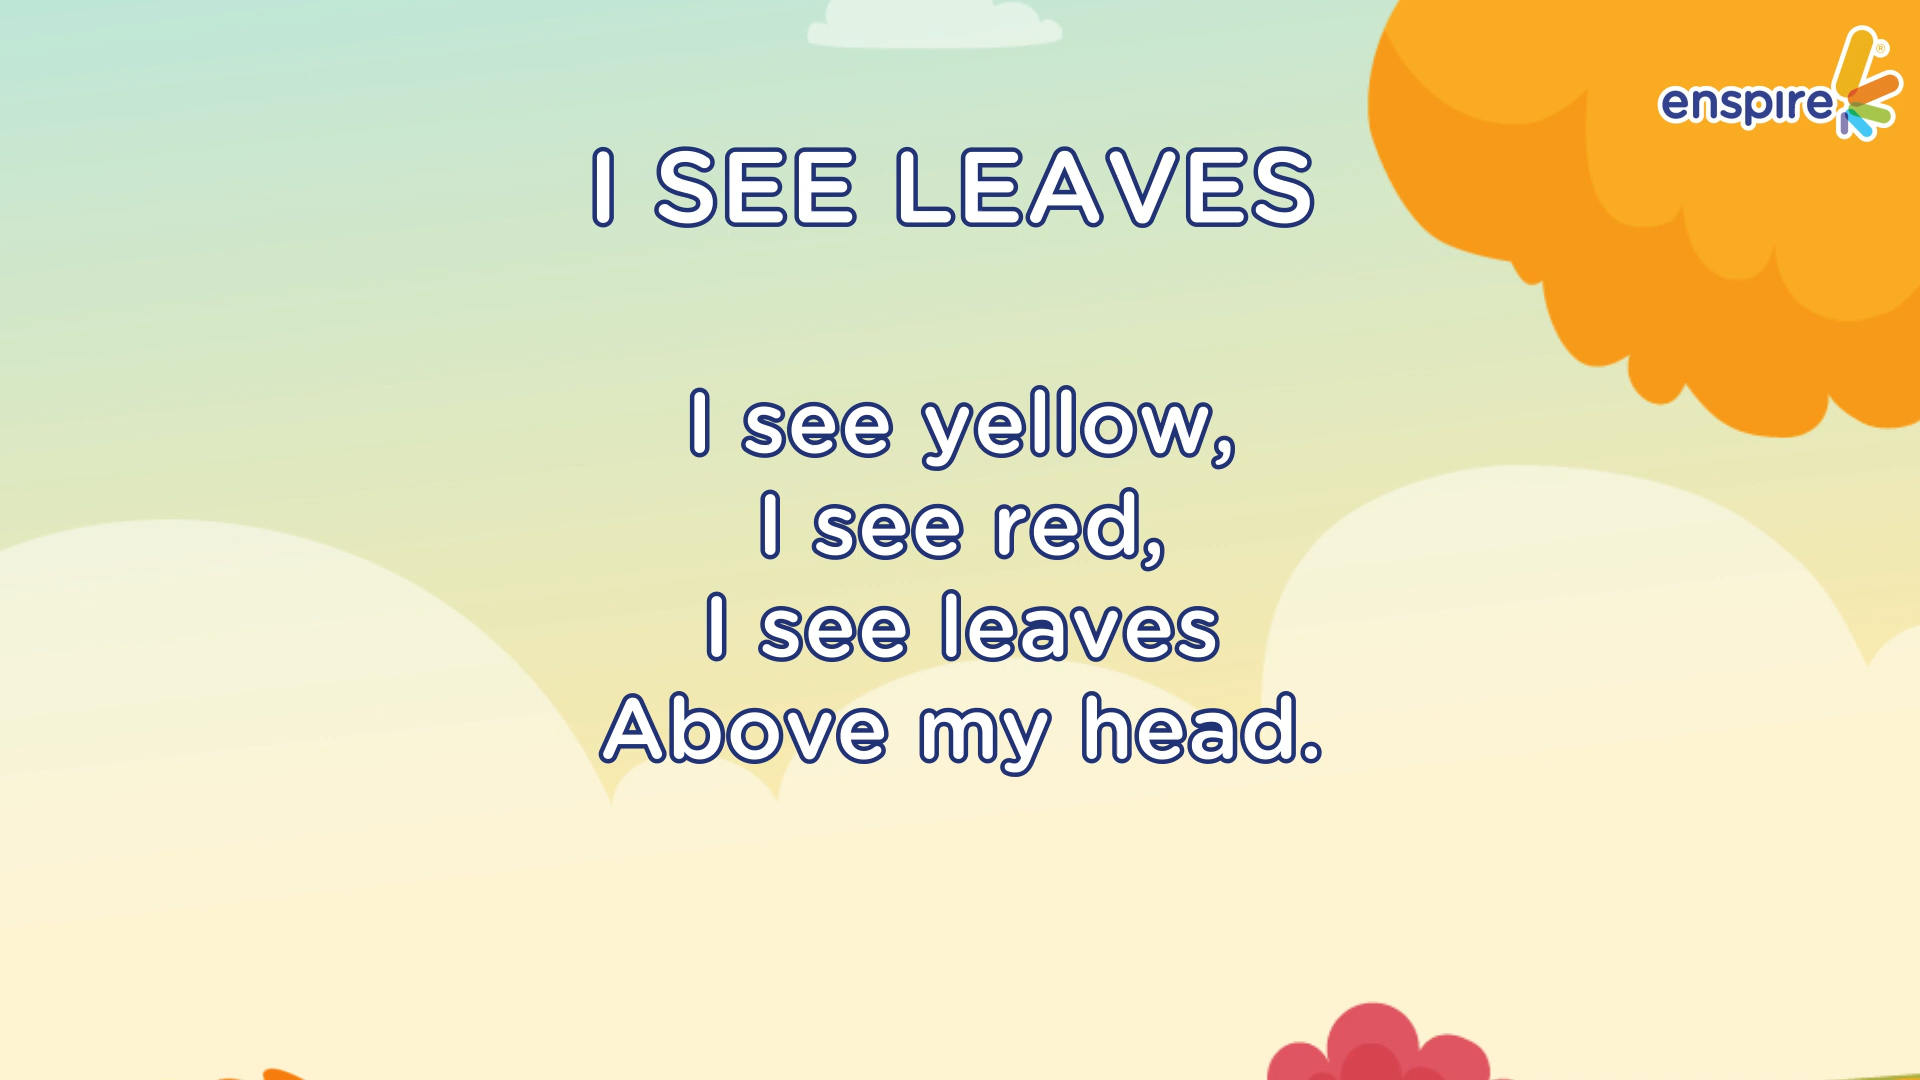 enspire®
I SEE LEAVES
I see yellow,
I see red,
I see leaves
Above my head.